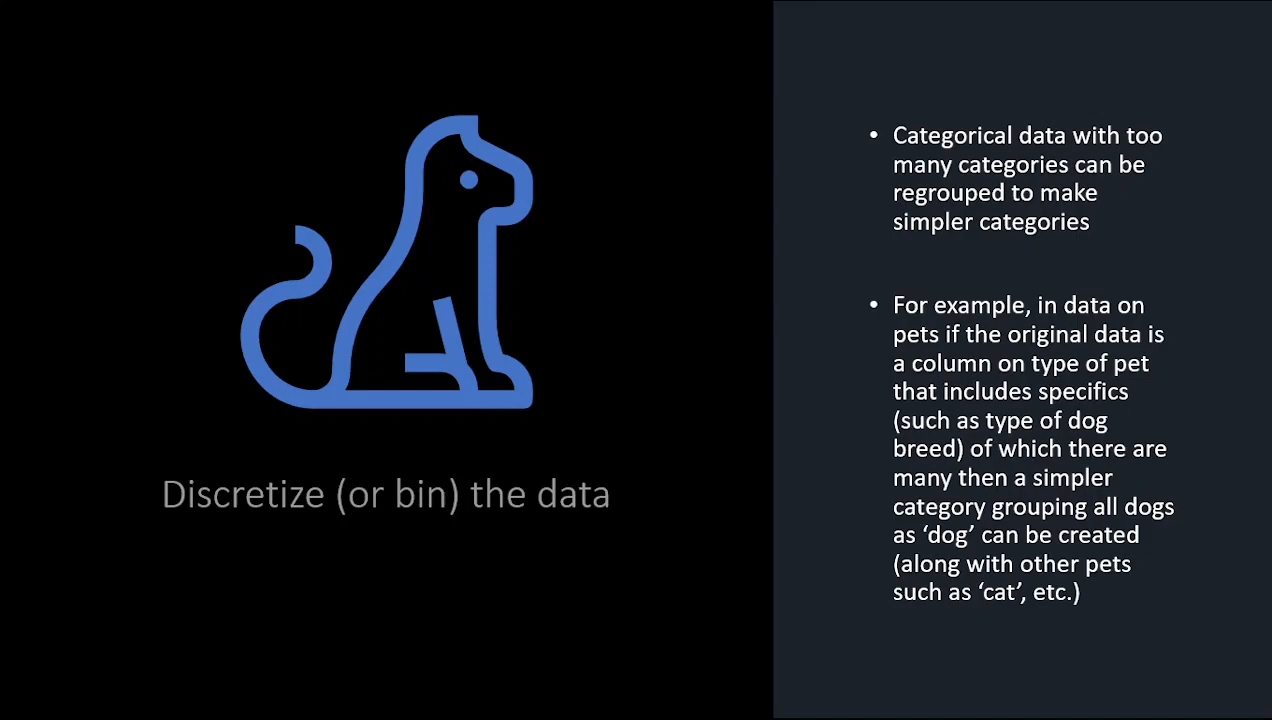 Discretize (or bin) the data
• Categorical data with too
many categories can be
regrouped to make
simpler categories
• For example, in data on
pets if the original data is
a column on type of pet
that includes specifics
(such as type of dog
breed) of which there are
many then a simpler
category grouping all dogs
as ‘dog’ can be created
(along with other pets
such as ‘cat’, etc.)